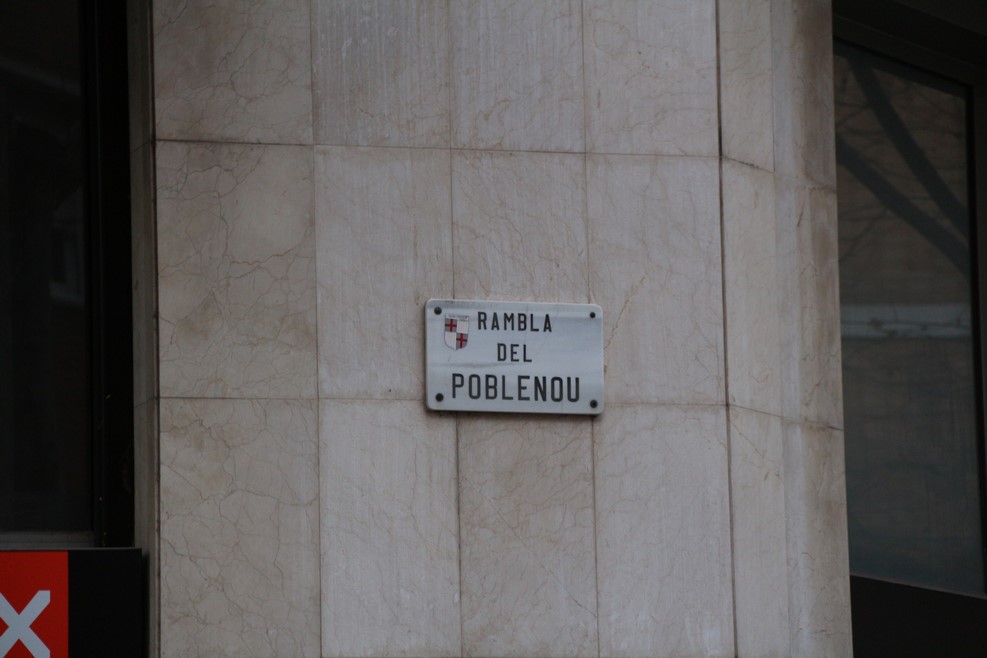 RAMBLA
DEL
POBLENOU
X